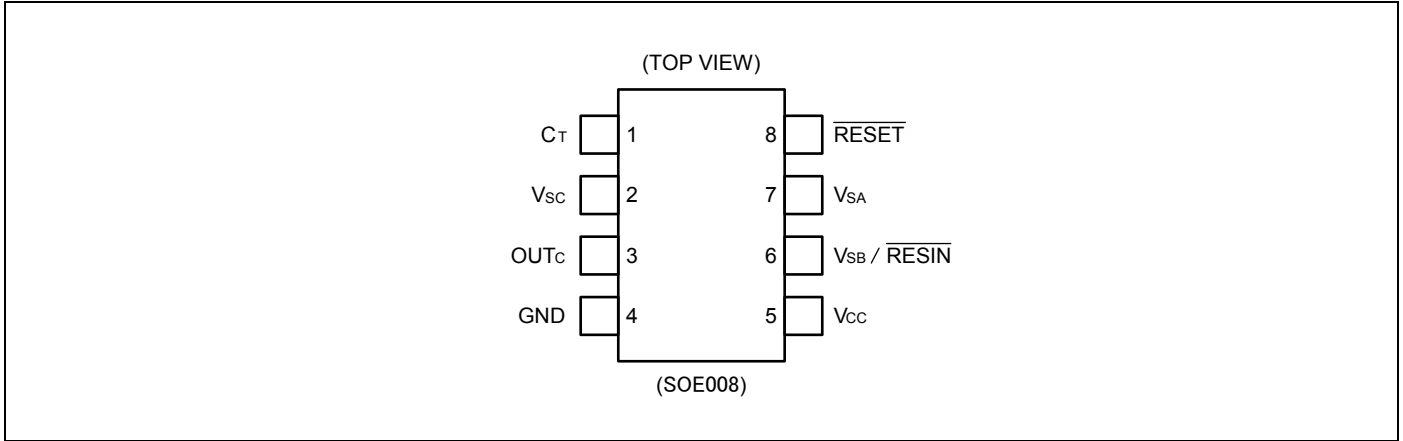 (TOP VIEW)
CT 1 8 RESET
VSC 2 7 VSA
OUTC 3 6 VSB / RESIN
GND 4 5 VCC
(SOE008)